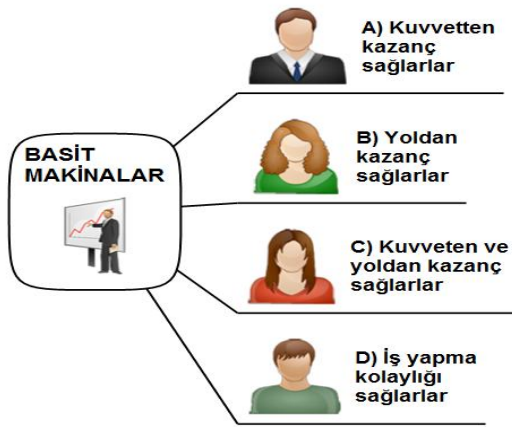 BASİT
MAKİNALAR
A) Kuvvetten
kazanç
sağlarlar
B) Yoldan
kazanç
sağlarlar
C) Kuvveten ve
yoldan kazanç
sağlarlar
D) İş yapma
kolaylığı
sağlarlar